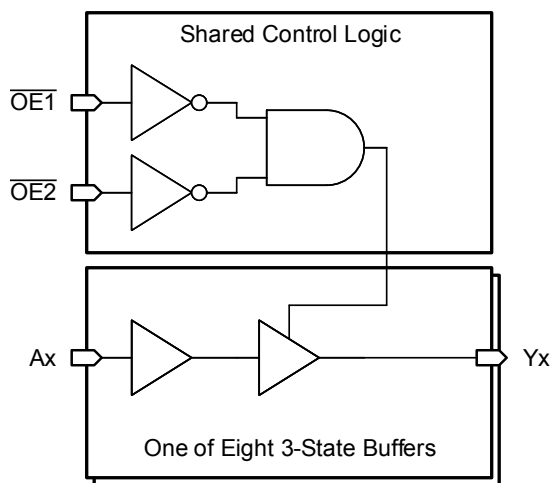 Shared Control Logic
OE1
OE2
Ax
Yx
One of Eight 3-State Buffers